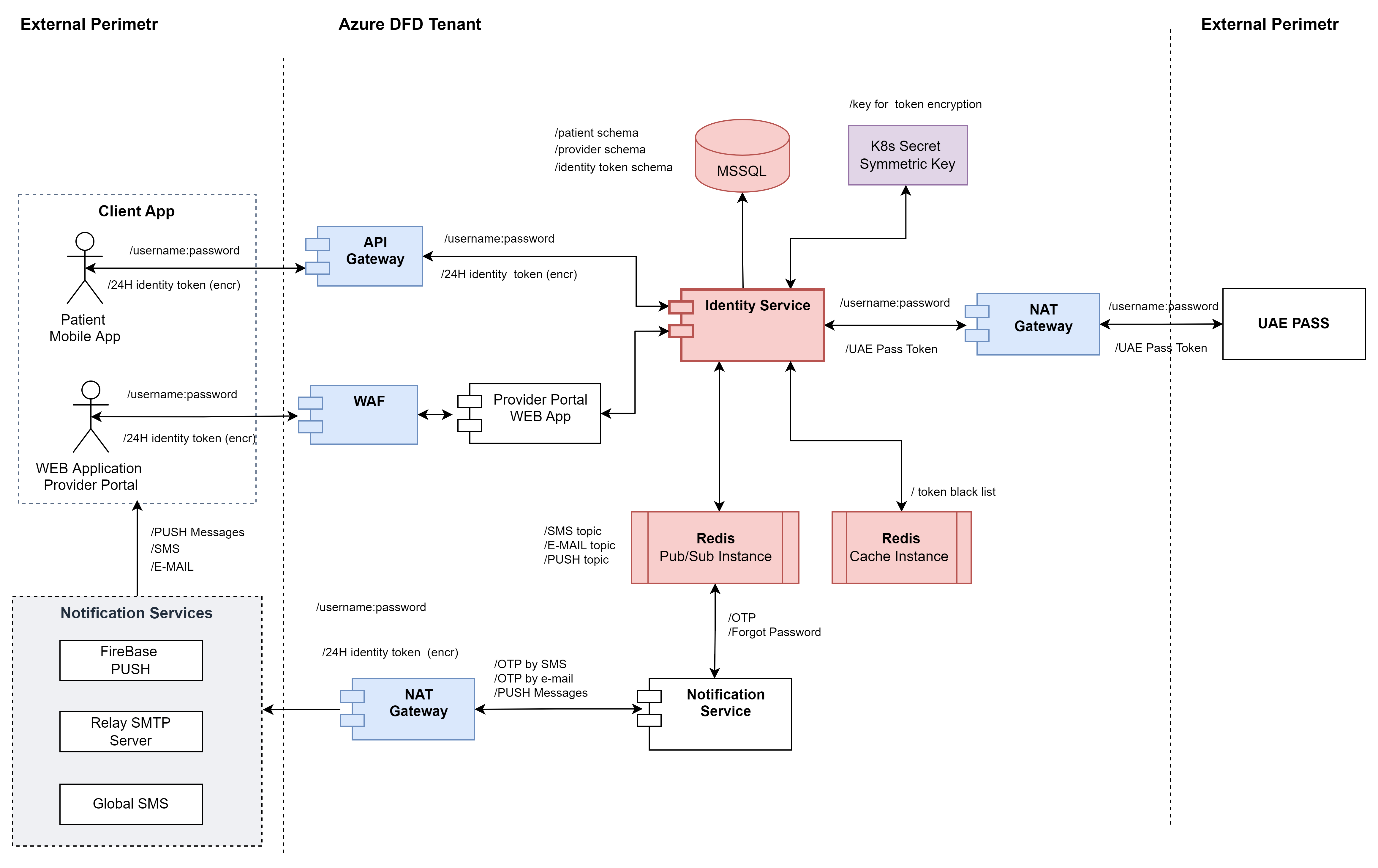 External Perimetr
Azure DFD Tenant
External Perimetr
/key for token encryption
/patient schema
/provider schema
/identity token schema
MSSQL
K8s Secret
Symmetric Key
Client App
/username:password
/24H identity token (encr)
Patient
Mobile App
API
Gateway
/username:password
/24H identity token (encr)
Identity Service
/username:password
/UAE Pass Token
NAT
Gateway
/username:password
/UAE Pass Token
UAE PASS
/username:password
/24H identity token (encr)
WEB Application
Provider Portal
WAF
Provider Portal
WEB App
/PUSH Messages
/SMS
/E-MAIL
/SMS topic
/E-MAIL topic
/PUSH topic
Redis
Pub/Sub Instance
/ token black list
Redis
Cache Instance
Notification Services
FireBase
PUSH
Relay SMTP
Server
Global SMS
/username:password
/24H identity token (encr)
NAT
Gateway
/OTP by SMS
/OTP by e-mail
/PUSH Messages
/OTP
/Forgot Password
Notification
Service